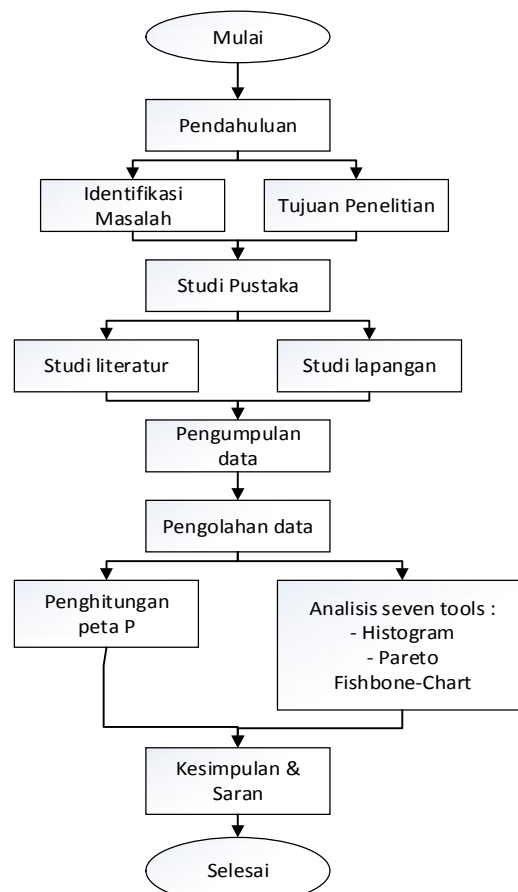 Mulai
Pendahuluan
Identifikasi
Masalah
Tujuan Penelitian
Studi Pustaka
Studi literatur
Studi lapangan
Pengumpulan
data
Pengolahan data
Penghitungan
peta P
Analisis seven tools :
- Histogram
- Pareto
Fishbone-Chart
Kesimpulan &
Saran
Selesai